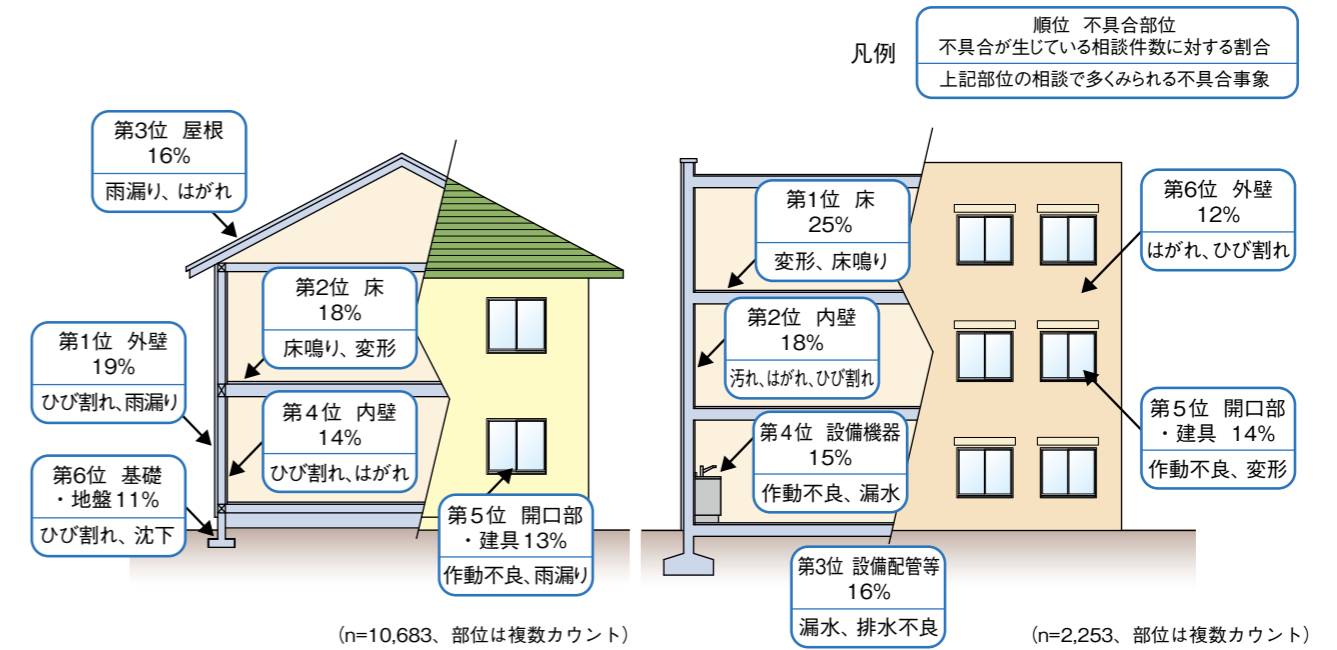 凡例
順位 不具合部位
不具合が生じている相談件数に対する割合
上記部位の相談で多くみられる不具合事象
第3位 屋根
16%
雨漏り、はがれ
第2位 床
18%
床鳴り、変形
第1位 外壁
19%
ひび割れ、雨漏り
第4位 内壁
14%
ひび割れ、はがれ
第6位 基礎
・地盤11%
ひび割れ、沈下
第5位 開口部
・建具13%
作動不良、雨漏り
(n=10,683、部位は複数カウント)
第1位 床
25%
変形、床鳴り
第6位 外壁
12%
はがれ、ひび割れ
第2位 内壁
18%
汚れ、はがれ、ひび割れ
第4位 設備機器
15%
作動不良、漏水
第5位 開口部
・建具 14%
作動不良、変形
第3位 設備配管等
16%
漏水、排水不良
(n=2,253、部位は複数カウント)